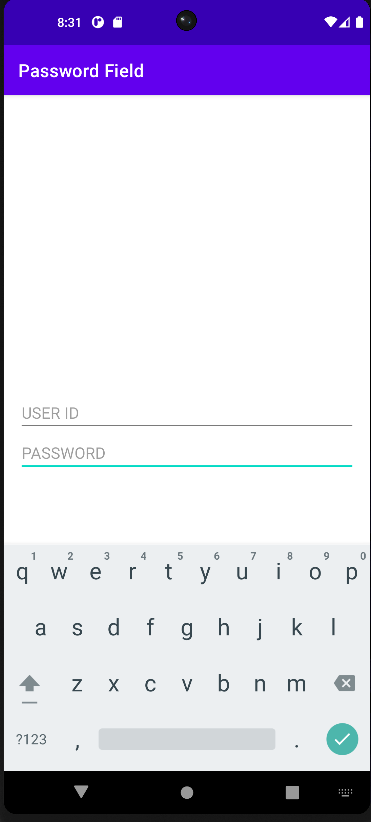 8:31
Password Field
USER ID
PASSWORD
1 2 3 4 5 6 7 8 9 0
q w e r t y u i o p
a s d f g h j k l
z x c v b n m
?123 , .